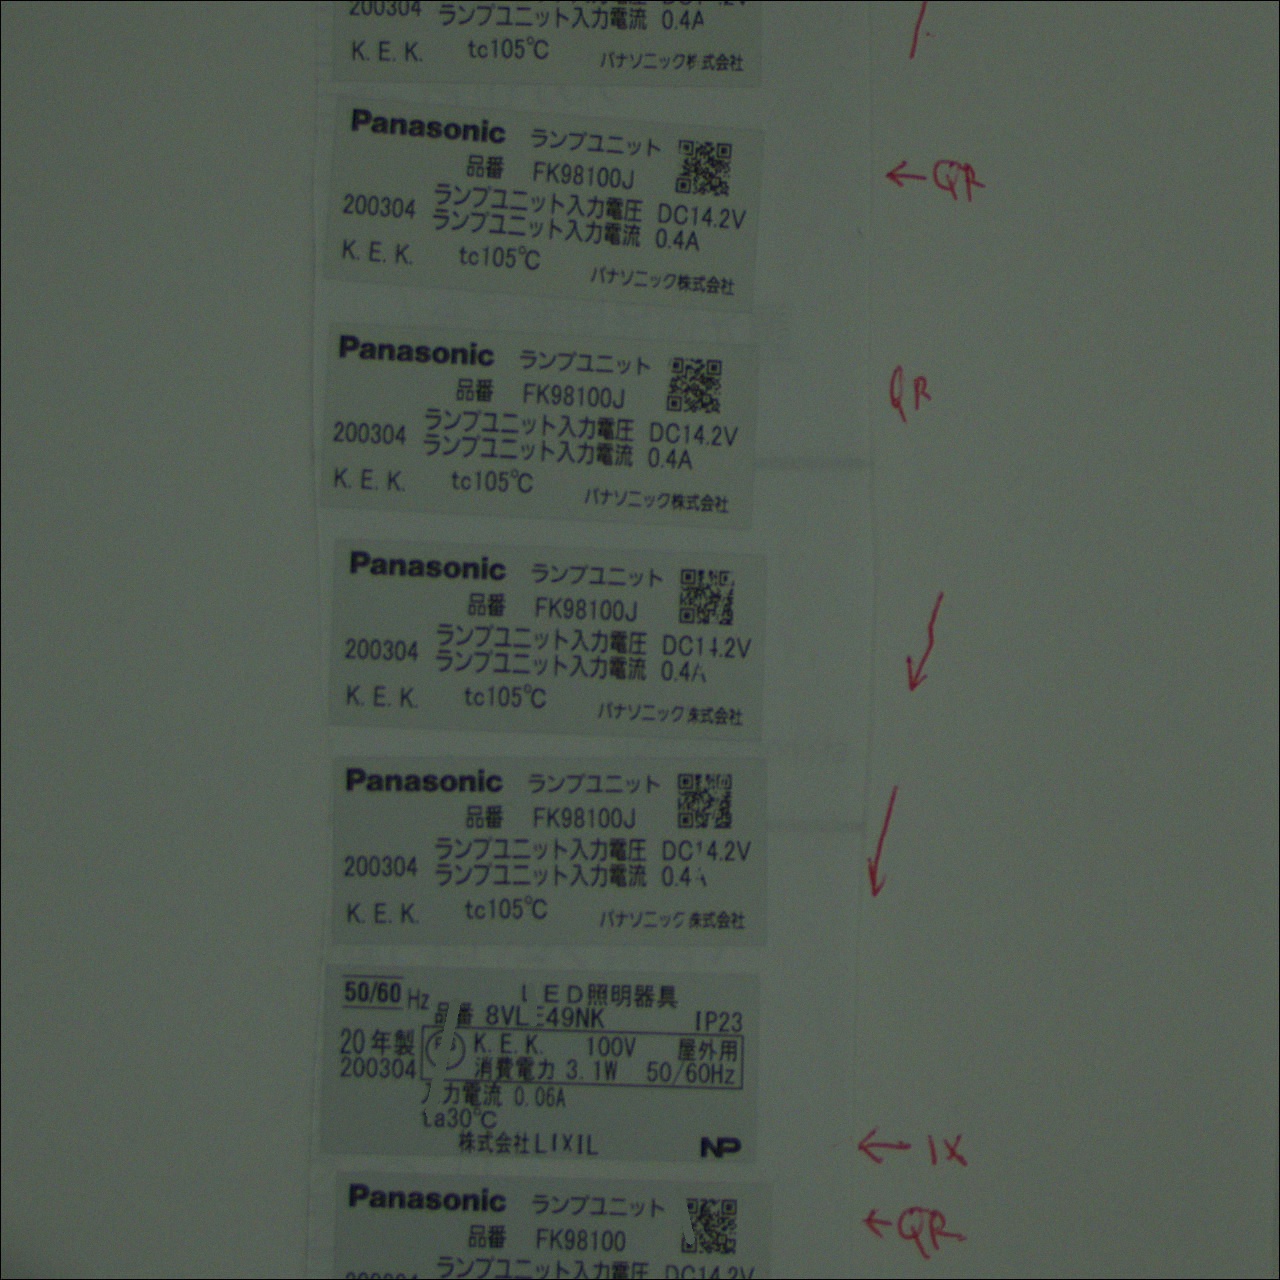 200304
ランプユニット入力電流 0.4A
K. E. K. tc105℃ パナソニック株式会社
Panasonic ランプユニット
品番 FK98100J
← QR
ランプユニット入力電圧 DC14.2V
200304
ランプユニット入力電流 0.4A
K. E. K. tc105℃ パナソニック株式会社
Panasonic ランプユニット
品番 FK98100J
QR
ランプユニット入力電圧 DC14.2V
200304
ランプユニット入力電流 0.4A
K. E. K. tc105℃ パナソニック株式会社
Panasonic ランプユニット
品番 FK98100J
ランプユニット入力電圧 DC14.2V
200304
ランプユニット入力電流 0.4A
K. E. K. tc105℃ パナソニック株式会社
Panasonic ランプユニット
品番 FK98100J
ランプユニット入力電圧 DC14.2V
200304
ランプユニット入力電流 0.4A
K. E. K. tc105℃ パナソニック株式会社
50/60 Hz LED照明器具
品番 8VL E49NK IP23
20年製 K. E. K. 100V 屋外用
200304 消費電力 3.1W 50/60Hz
入力電流 0.06A
ta30℃
株式会社LIXIL NP
← IX
Panasonic ランプユニット
← QR
品番 FK98100
ランプユニット入力電圧 DC14.2V